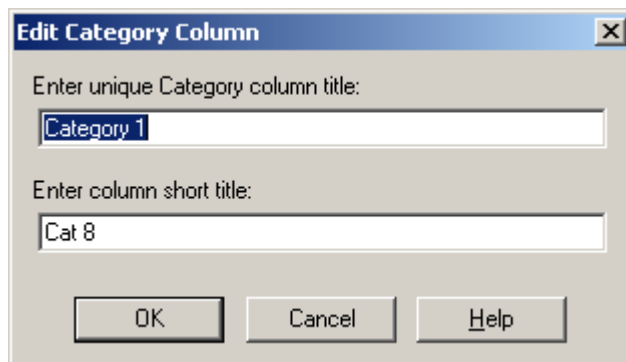 Edit Category Column
Enter unique Category column title:
Category 1
Enter column short title:
Cat 8
OK Cancel Help